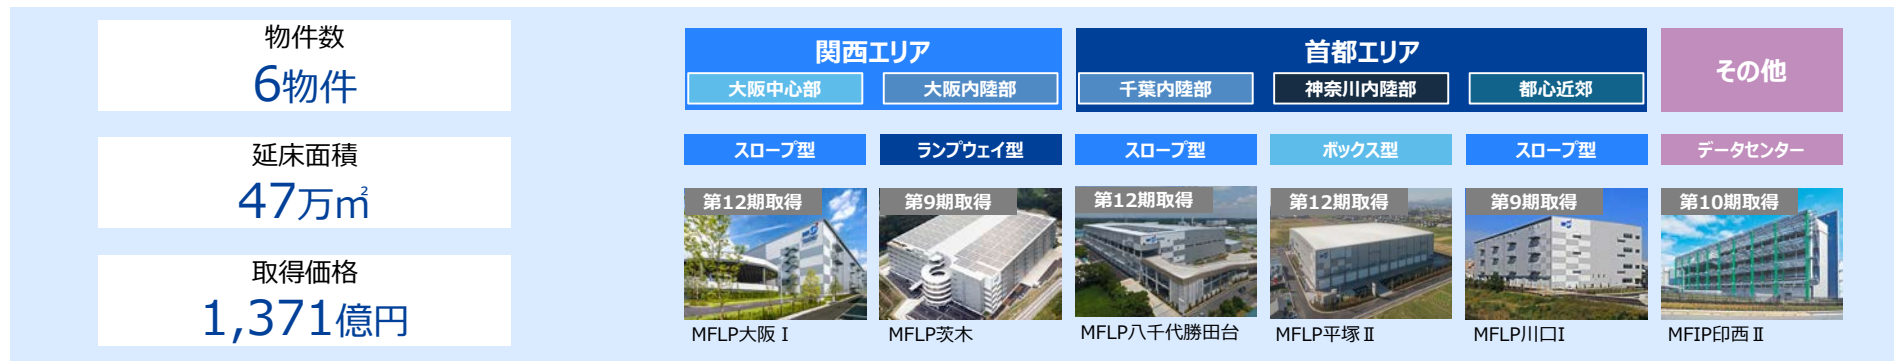 物件数
6物件
延床面積
47万㎡
取得価格
1,371億円
関西エリア
大阪中心部
大阪内陸部
首都エリア
千葉内陸部
神奈川内陸部
都心近郊
その他
スロープ型
ランプウェイ型
スロープ型
ボックス型
スロープ型
データセンター
第12期取得
第9期取得
第12期取得
第12期取得
第9期取得
第10期取得
MFLP大阪Ⅰ
MFLP茨木
MFLP八千代勝田台
MFLP平塚Ⅱ
MFLP川口I
MFIP印西Ⅱ